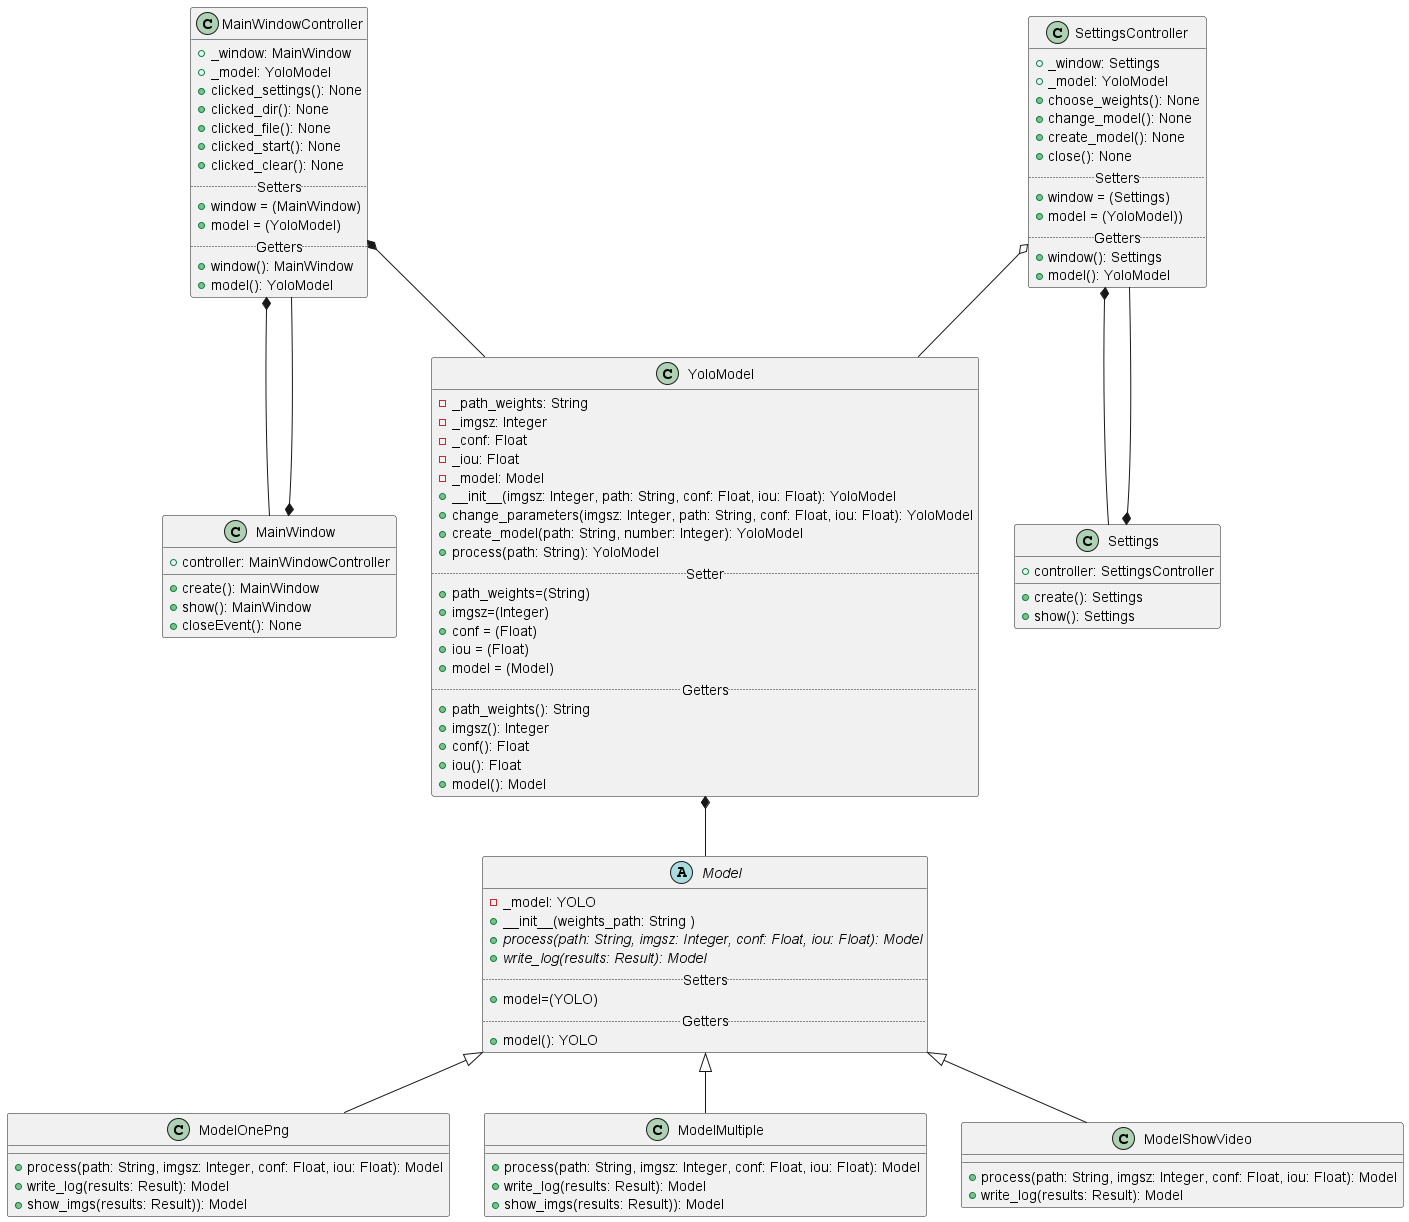 C MainWindowController
_window: MainWindow
_model: YoloModel
clicked_settings(): None
clicked_dir(): None
clicked_file(): None
clicked_start(): None
clicked_clear(): None
Setters
window = (MainWindow)
model = (YoloModel)
Getters
window(): MainWindow
model(): YoloModel
C SettingsController
_window: Settings
_model: YoloModel
choose_weights(): None
change_model(): None
create_model(): None
close(): None
Setters
window = (Settings)
model = (YoloModel))
Getters
window(): Settings
model(): YoloModel
C YoloModel
_path_weights: String
_imgsz: Integer
_conf: Float
_iou: Float
_model: Model
__init__(imgsz: Integer, path: String, conf: Float, iou: Float): YoloModel
change_parameters(imgsz: Integer, path: String, conf: Float, iou: Float): YoloModel
create_model(path: String, number: Integer): YoloModel
process(path: String): YoloModel
Setter
path_weights=(String)
imgsz=(Integer)
conf = (Float)
iou = (Float)
model = (Model)
Getters
path_weights(): String
imgsz(): Integer
conf(): Float
iou(): Float
model(): Model
C MainWindow
controller: MainWindowController
create(): MainWindow
show(): MainWindow
closeEvent(): None
C Settings
controller: SettingsController
create(): Settings
show(): Settings
A Model
_model: YOLO
__init__(weights_path: String )
process(path: String, imgsz: Integer, conf: Float, iou: Float): Model
write_log(results: Result): Model
Setters
model=(YOLO)
Getters
model(): YOLO
C ModelOnePng
process(path: String, imgsz: Integer, conf: Float, iou: Float): Model
write_log(results: Result): Model
show_imgs(results: Result)): Model
C ModelMultiple
process(path: String, imgsz: Integer, conf: Float, iou: Float): Model
write_log(results: Result): Model
show_imgs(results: Result)): Model
C ModelShowVideo
process(path: String, imgsz: Integer, conf: Float, iou: Float): Model
write_log(results: Result): Model